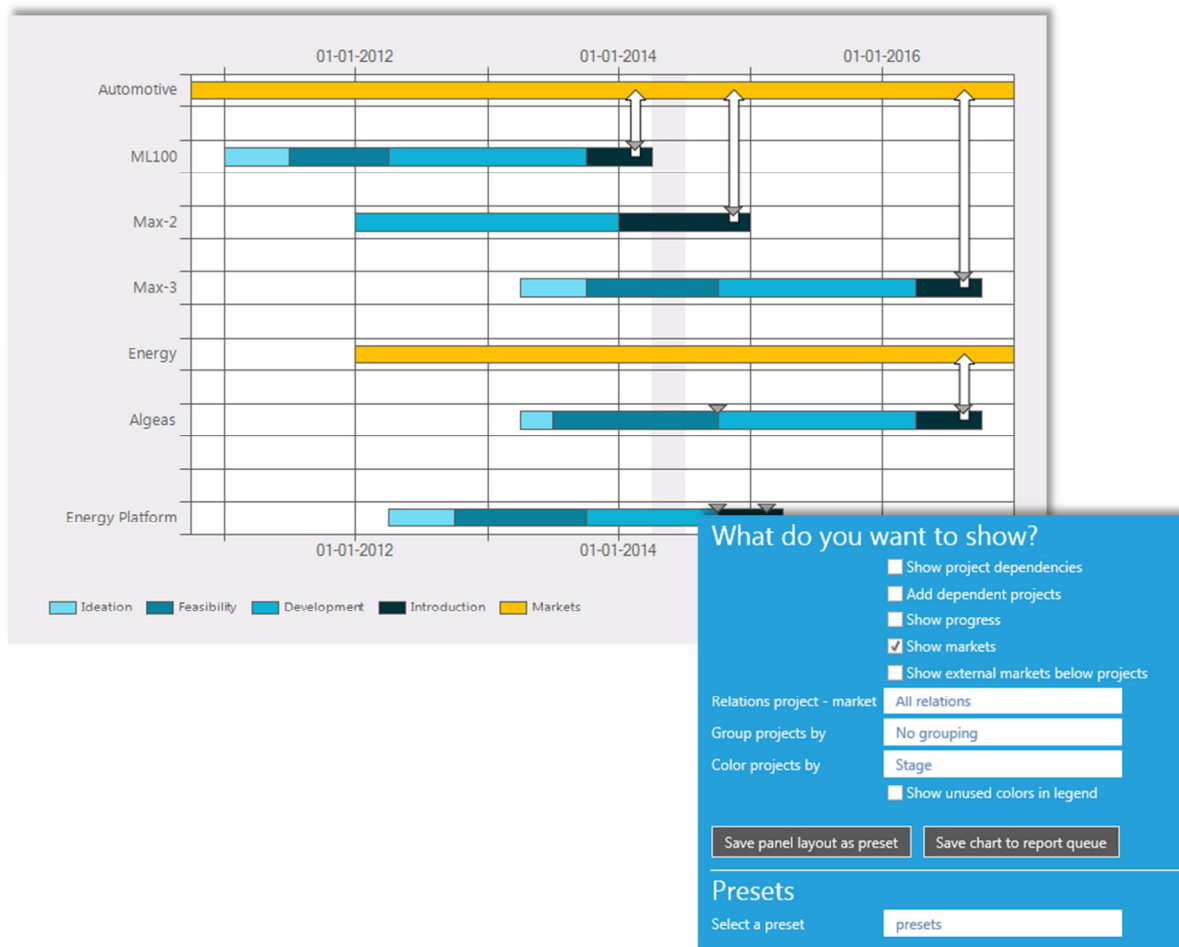 01-01-2012 01-01-2014 01-01-2016
Automotive
ML100
Max-2
Max-3
Energy
Algeas
Energy Platform
01-01-2012 01-01-2014
Ideation Feasibility Development Introduction Markets
What do you want to show?
Show project dependencies
Add dependent projects
Show progress
Show markets
Show external markets below projects
Relations project - market All relations
Group projects by No grouping
Color projects by Stage
Show unused colors in legend
Save panel layout as preset Save chart to report queue
Presets
Select a preset presets